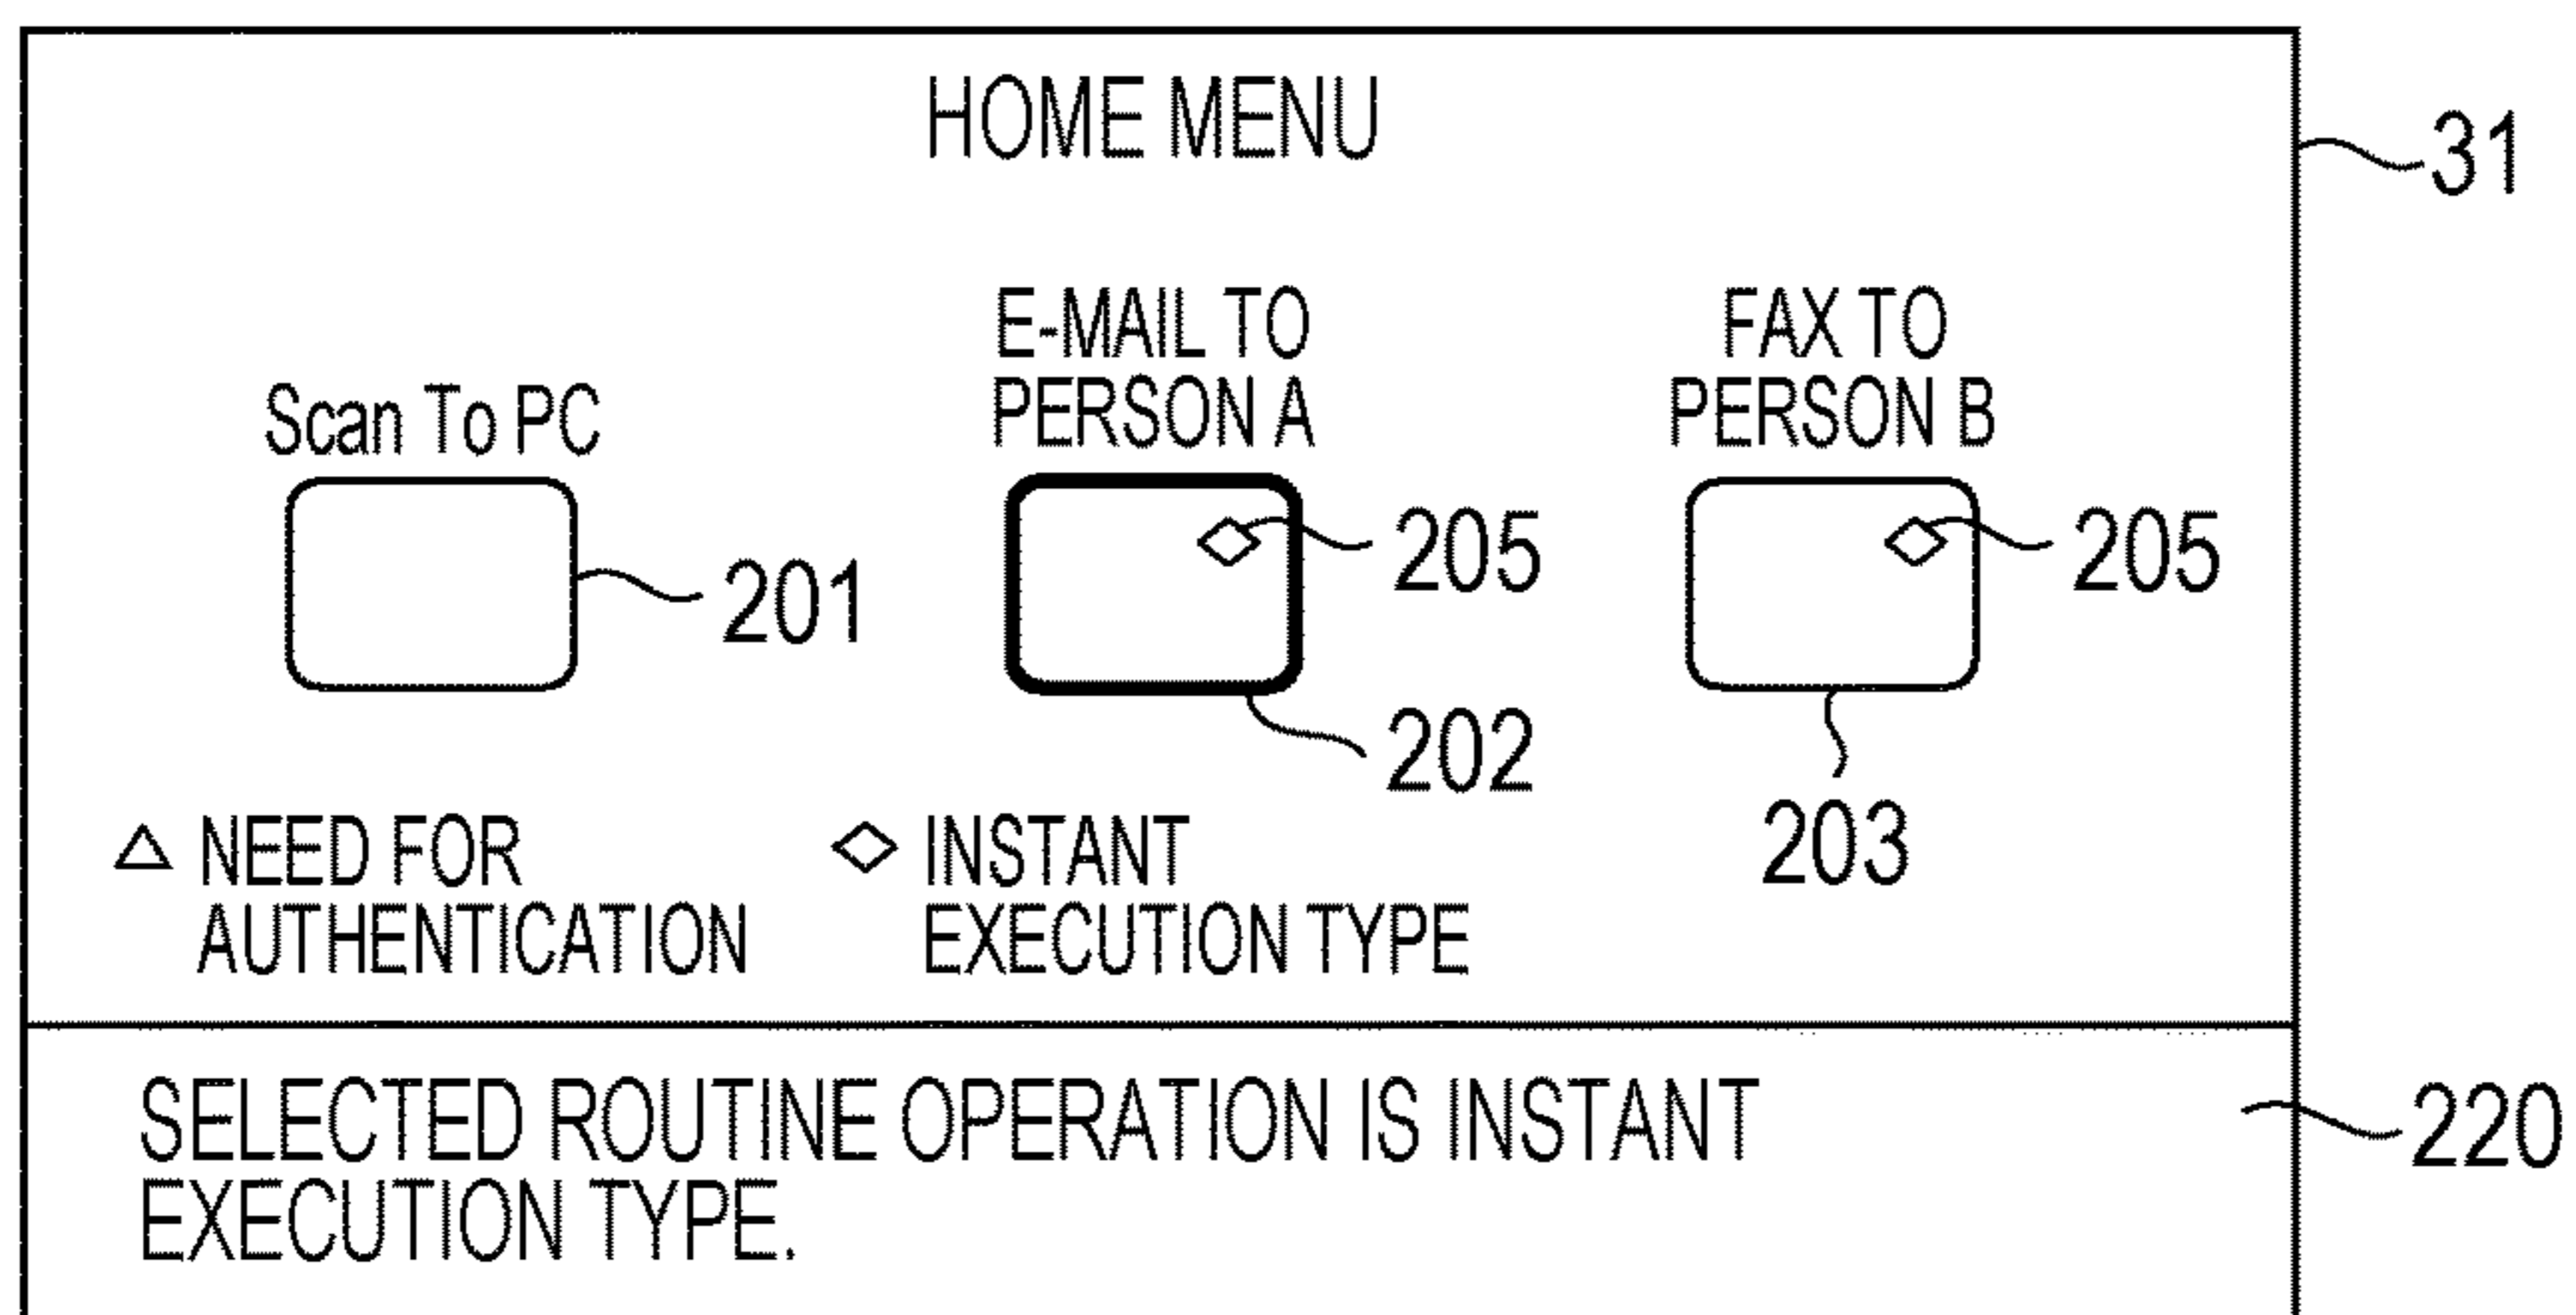 HOME MENU
31
Scan To PC
E-MAIL TO
PERSON A
FAX TO
PERSON B
201
205
205
202
203
NEED FOR
AUTHENTICATION
INSTANT
EXECUTION TYPE
SELECTED ROUTINE OPERATION IS INSTANT
EXECUTION TYPE.
220